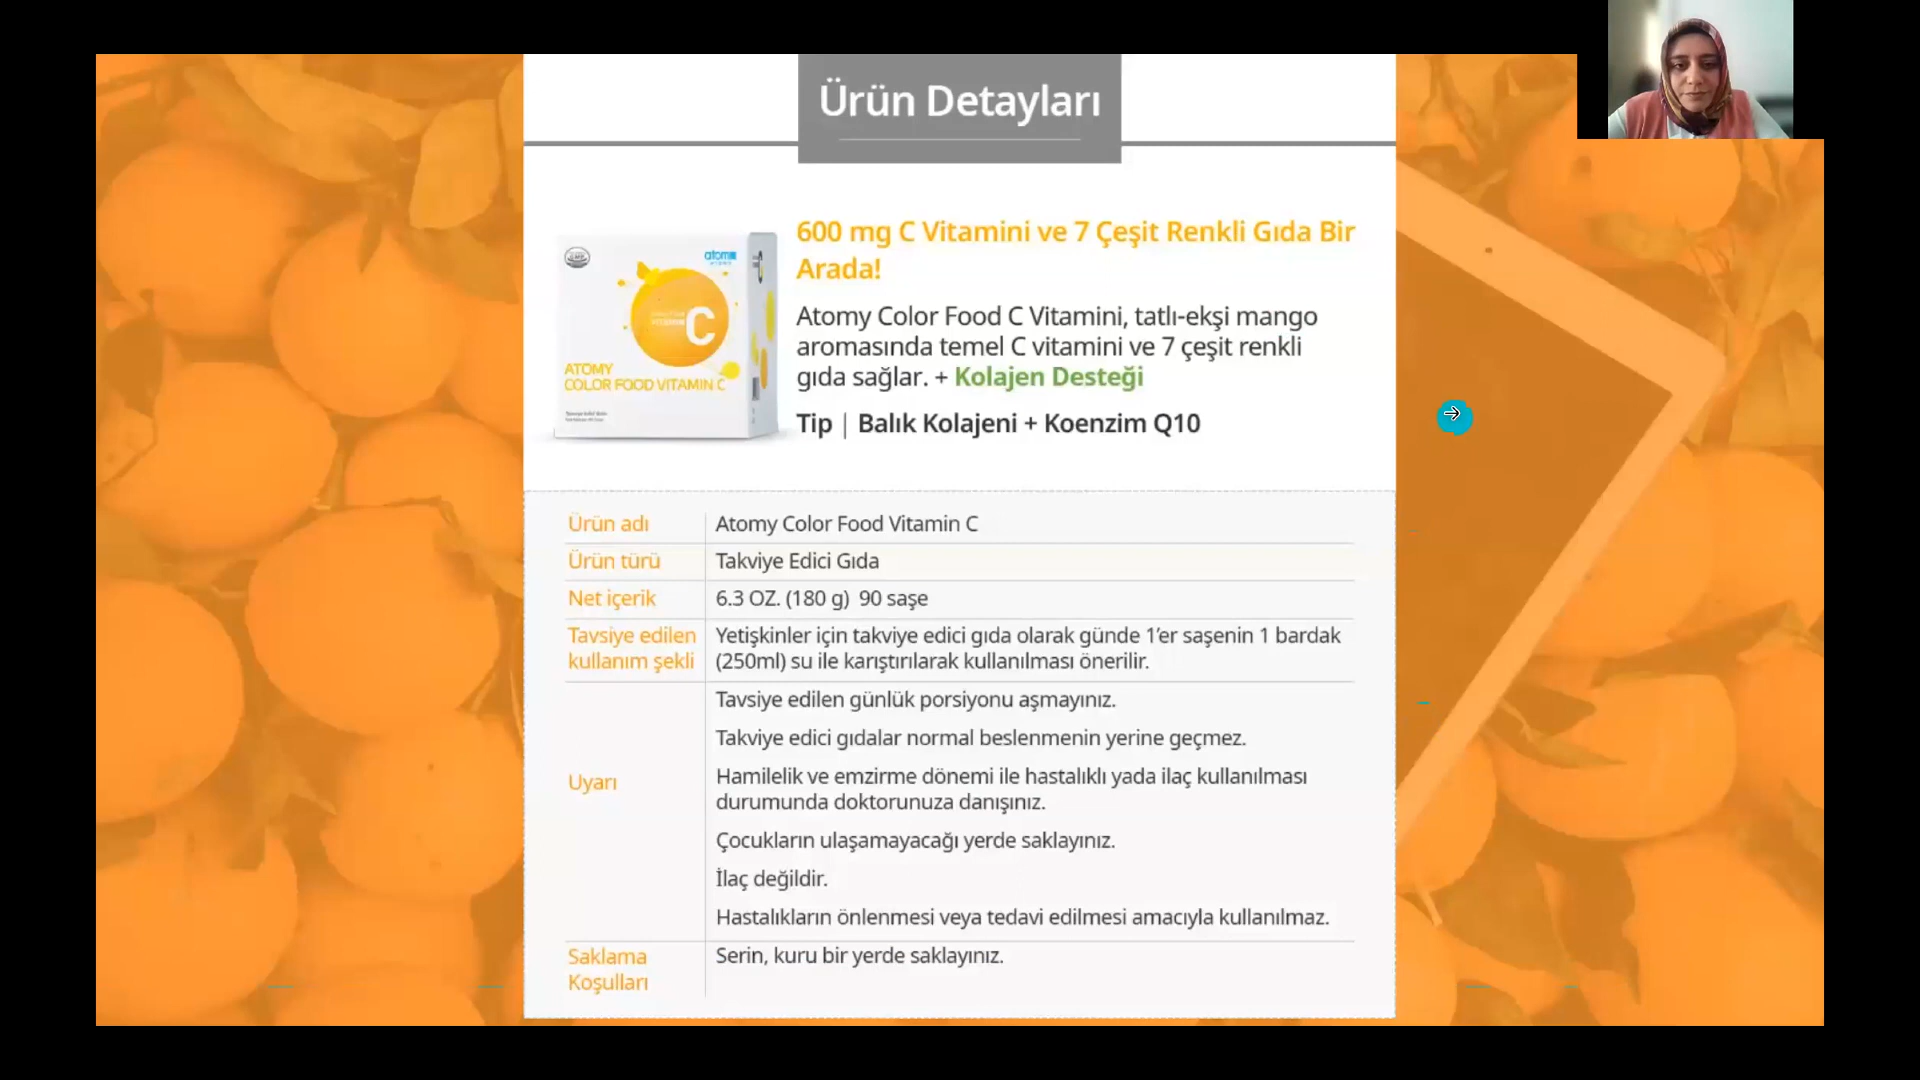 Ürün Detayları
600 mg C Vitamini ve 7 Çeşit Renkli Gıda Bir
Arada!
atom
VITAMIN C
ATOMY
COLOR FOOD VITAMIN C
Atomy Color Food C Vitamini, tatlı-ekşi mango
aromasında temel C vitamini ve 7 çeşit renkli
gıda sağlar. + Kolajen Desteği
Tip | Balık Kolajeni + Koenzim Q10
Ürün adı Atomy Color Food Vitamin C
Ürün türü Takviye Edici Gıda
Net içerik 6.3 OZ. (180 g) 90 saşe
Tavsiye edilen
kullanım şekli
Yetişkinler için takviye edici gıda olarak günde 1’er saşenin 1 bardak
(250ml) su ile karıştırılarak kullanılması önerilir.
Uyarı
Tavsiye edilen günlük porsiyonu aşmayınız.
Takviye edici gıdalar normal beslenmenin yerine geçmez.
Hamilelik ve emzirme dönemi ile hastalıklı yada ilaç kullanılması
durumunda doktorunuza danışınız.
Çocukların ulaşamayacağı yerde saklayınız.
İlaç değildir.
Hastalıkların önlenmesi veya tedavi edilmesi amacıyla kullanılmaz.
Saklama
Koşulları
Serin, kuru bir yerde saklayınız.